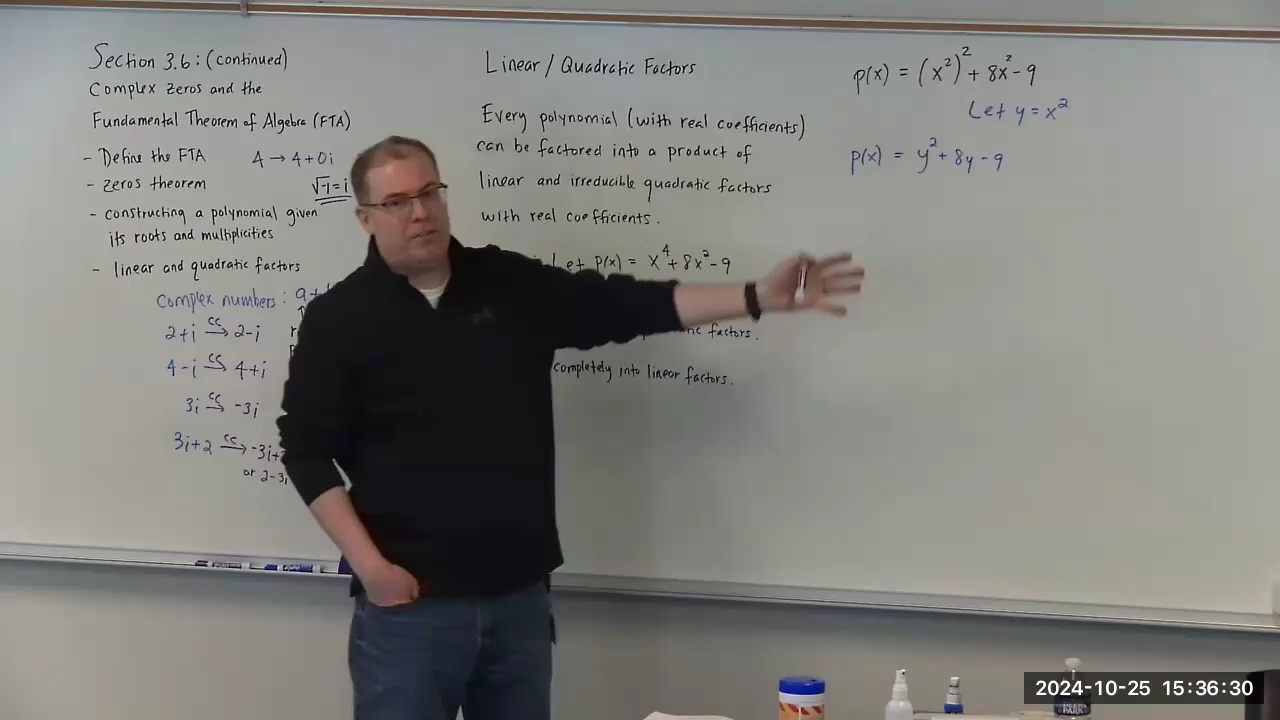 Section 3.6: (continued)
Complex Zeros and the
Fundamental Theorem of Algebra (FTA)
- Define the FTA 4 → 4+0i
- zeros theorem √-1 = i
- constructing a polynomial given
its roots and multiplicities
- linear and quadratic factors
Complex numbers: a+
2+i cc→ 2-i
4-i cc→ 4+i
3i cc→ -3i
3i+2 cc→ -3i+
or 2-3i
Linear / Quadratic Factors
Every polynomial (with real coefficients)
can be factored into a product of
linear and irreducible quadratic factors
with real coefficients.
Let P(x) = x⁴+8x²-9
factors.
completely into linear factors.
p(x) = (x²)² + 8x² - 9
Let y = x²
p(x) = y² + 8y - 9
2024-10-25 15:36:30